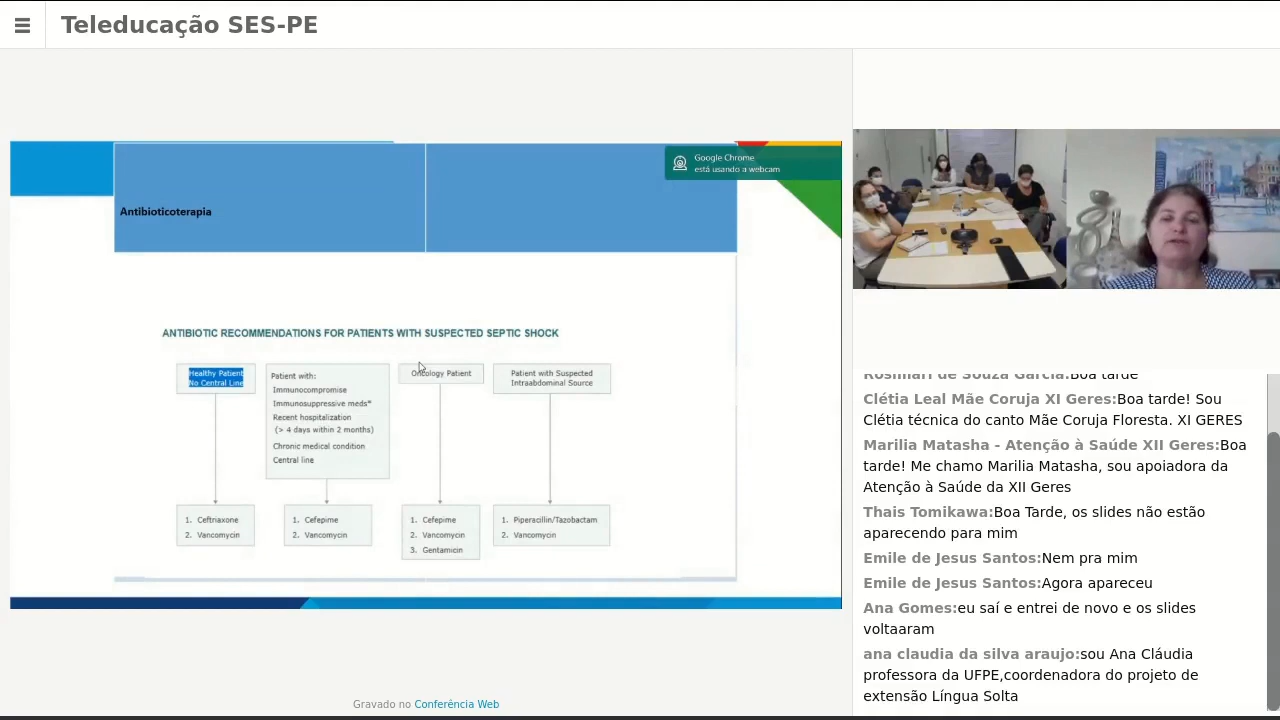 Teleducação SES-PE
Google Chrome
está usando a webcam
Antibioticoterapia
ANTIBIOTIC RECOMMENDATIONS FOR PATIENTS WITH SUSPECTED SEPTIC SHOCK
Healthy Patient
No Central Line
Patient with:
Immunocompromise
Immunosuppressive meds*
Recent hospitalization
(> 4 days within 2 months)
Chronic medical condition
Central line
Oncology Patient
Patient with Suspected
Intraabdominal Source
1. Ceftriaxone
2. Vancomycin
1. Cefepime
2. Vancomycin
1. Cefepime
2. Vancomycin
3. Gentamicin
1. Piperacillin/Tazobactam
2. Vancomycin
Gravado no Conferência Web
Rosimari de Souza Garcia:Boa tarde
Clétia Leal Mãe Coruja XI Geres:Boa tarde! Sou
Clétia técnica do canto Mãe Coruja Floresta. XI GERES
Marilia Matasha - Atenção à Saúde XII Geres:Boa
tarde! Me chamo Marilia Matasha, sou apoiadora da
Atenção à Saúde da XII Geres
Thais Tomikawa:Boa Tarde, os slides não estão
aparecendo para mim
Emile de Jesus Santos:Nem pra mim
Emile de Jesus Santos:Agora apareceu
Ana Gomes:eu saí e entrei de novo e os slides
voltaaram
ana claudia da silva araujo:sou Ana Cláudia
professora da UFPE,coordenadora do projeto de
extensão Língua Solta